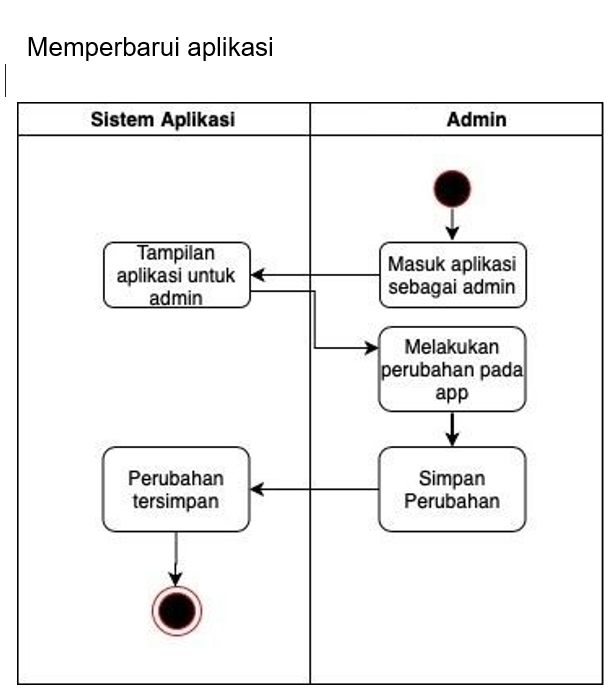 Memperbarui aplikasi
Sistem Aplikasi
Admin
Masuk aplikasi
sebagai admin
Tampilan
aplikasi untuk
admin
Melakukan
perubahan pada
app
Simpan
Perubahan
Perubahan
tersimpan